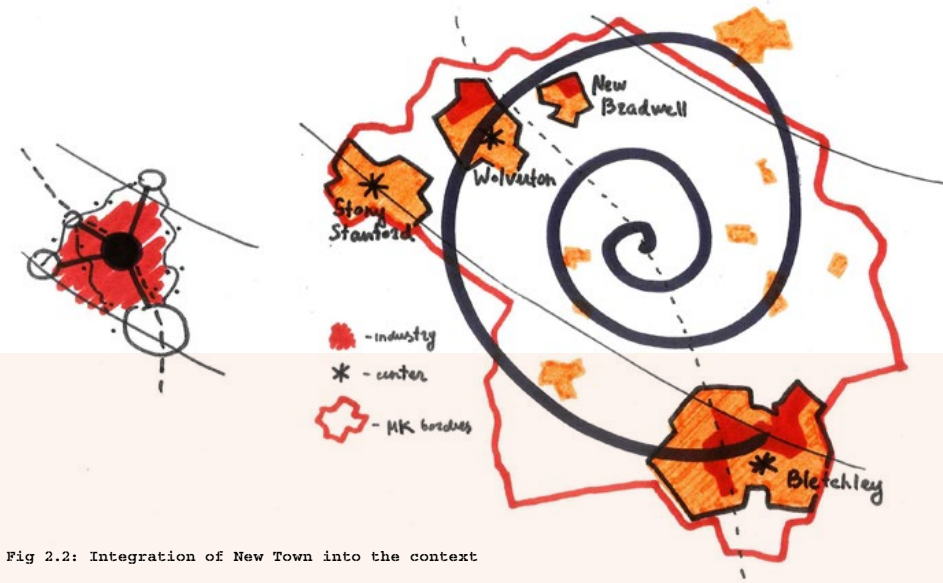 New
Bradwell
Wolverton
Stony
Stanford
- industry
- center
- MK borders
Bletchley
Fig 2.2: Integration of New Town into the context